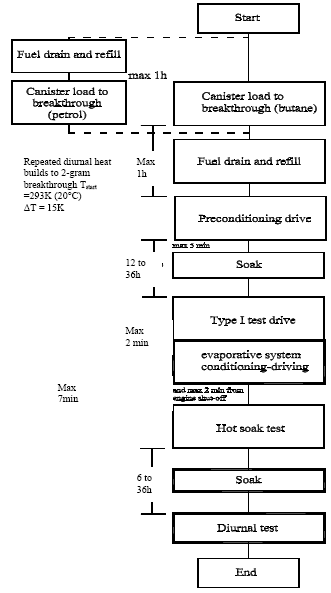 Start
Fuel drain and refill
max 1h
Canister load to
breakthrough
(petrol)
Canister load to
breakthrough (butane)
Repeated diurnal heat
builds to 2-gram
breakthrough Tstart
=293K (20°C)
ΔT = 15K
Max
1h
Fuel drain and refill
Preconditioning drive
max 5 min
12 to
36h
Soak
Type I test drive
Max
2 min
evaporative system
conditioning-driving
Max
7min
and max 2 min from
engine shut-off
Hot soak test
6 to
36h
Soak
Diurnal test
End